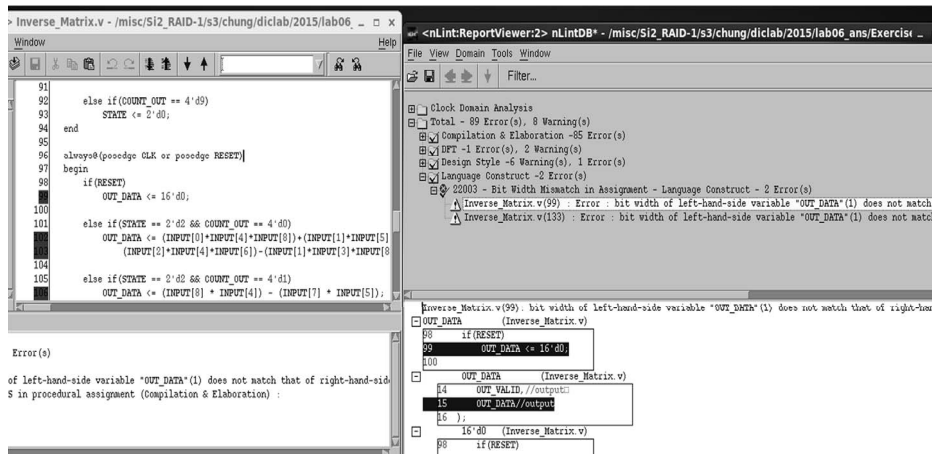 > Inverse_Matrix.v - /misc/Si2_RAID-1/s3/chung/diclab/2015/lab06_
Window Help
91
92 else if(COUNT_OUT == 4'd9)
93 STATE <= 2'd0;
94 end
95
96 always@(posedge CLK or posedge RESET)
97 begin
98 if(RESET)
OUT_DATA <= 16'd0;
100
101 else if(STATE == 2'd2 && COUNT_OUT == 4'd0)
OUT_DATA <= (INPUT[0]*INPUT[4]*INPUT[8])+(INPUT[1]*INPUT[5]
(INPUT[2]*INPUT[4]*INPUT[6])-(INPUT[1]*INPUT[3]*INPUT[8
104
105 else if(STATE == 2'd2 && COUNT_OUT == 4'd1)
OUT_DATA <= (INPUT[8] * INPUT[4]) - (INPUT[7] * INPUT[5]);
Error(s)
of left-hand-side variable "OUT_DATA"(1) does not match that of right-hand-side
S in procedural assignment (Compilation & Elaboration) :
<nLint:ReportViewer:2> nLintDB* - /misc/Si2_RAID-1/s3/chung/diclab/2015/lab06_ans/Exercise
File View Domain Tools Window
Filter...
Clock Domain Analysis
Total - 89 Error(s), 8 Warning(s)
Compilation & Elaboration -85 Error(s)
DFT -1 Error(s), 2 Warning(s)
Design Style -6 Warning(s), 1 Error(s)
Language Construct -2 Error(s)
22003 - Bit Width Mismatch in Assignment - Language Construct - 2 Error(s)
Inverse_Matrix.v(99) : Error : bit width of left-hand-side variable "OUT_DATA"(1) does not match
Inverse_Matrix.v(133) : Error : bit width of left-hand-side variable "OUT_DATA"(1) does not match
Inverse_Matrix.v(99): bit width of left-hand-side variable "OUT_DATA"(1) does not match that of right-han
OUT_DATA (Inverse_Matrix.v)
98 if(RESET)
99 OUT_DATA <= 16'd0;
100
OUT_DATA (Inverse_Matrix.v)
14 OUT_VALID,//output
15 OUT_DATA//output
16 );
16'd0 (Inverse_Matrix.v)
98 if(RESET)